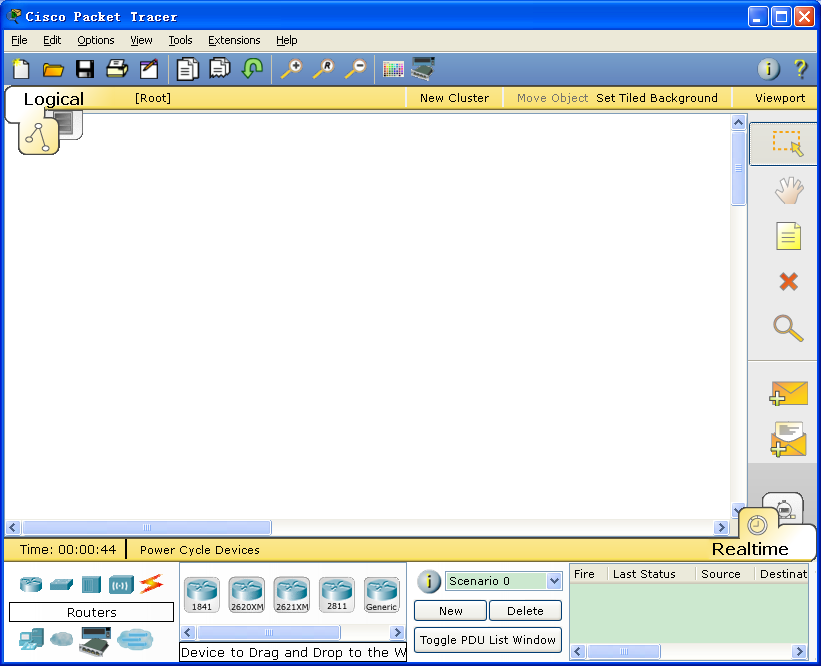 Cisco Packet Tracer
File Edit Options View Tools Extensions Help
Logical [Root] New Cluster Move Object Set Tiled Background Viewport
Time: 00:00:44 Power Cycle Devices Realtime
Scenario 0 Fire Last Status Source Destinat
1841 2620XM 2621XM 2811 Generic
Routers New Delete
Toggle PDU List Window
Device to Drag and Drop to the W